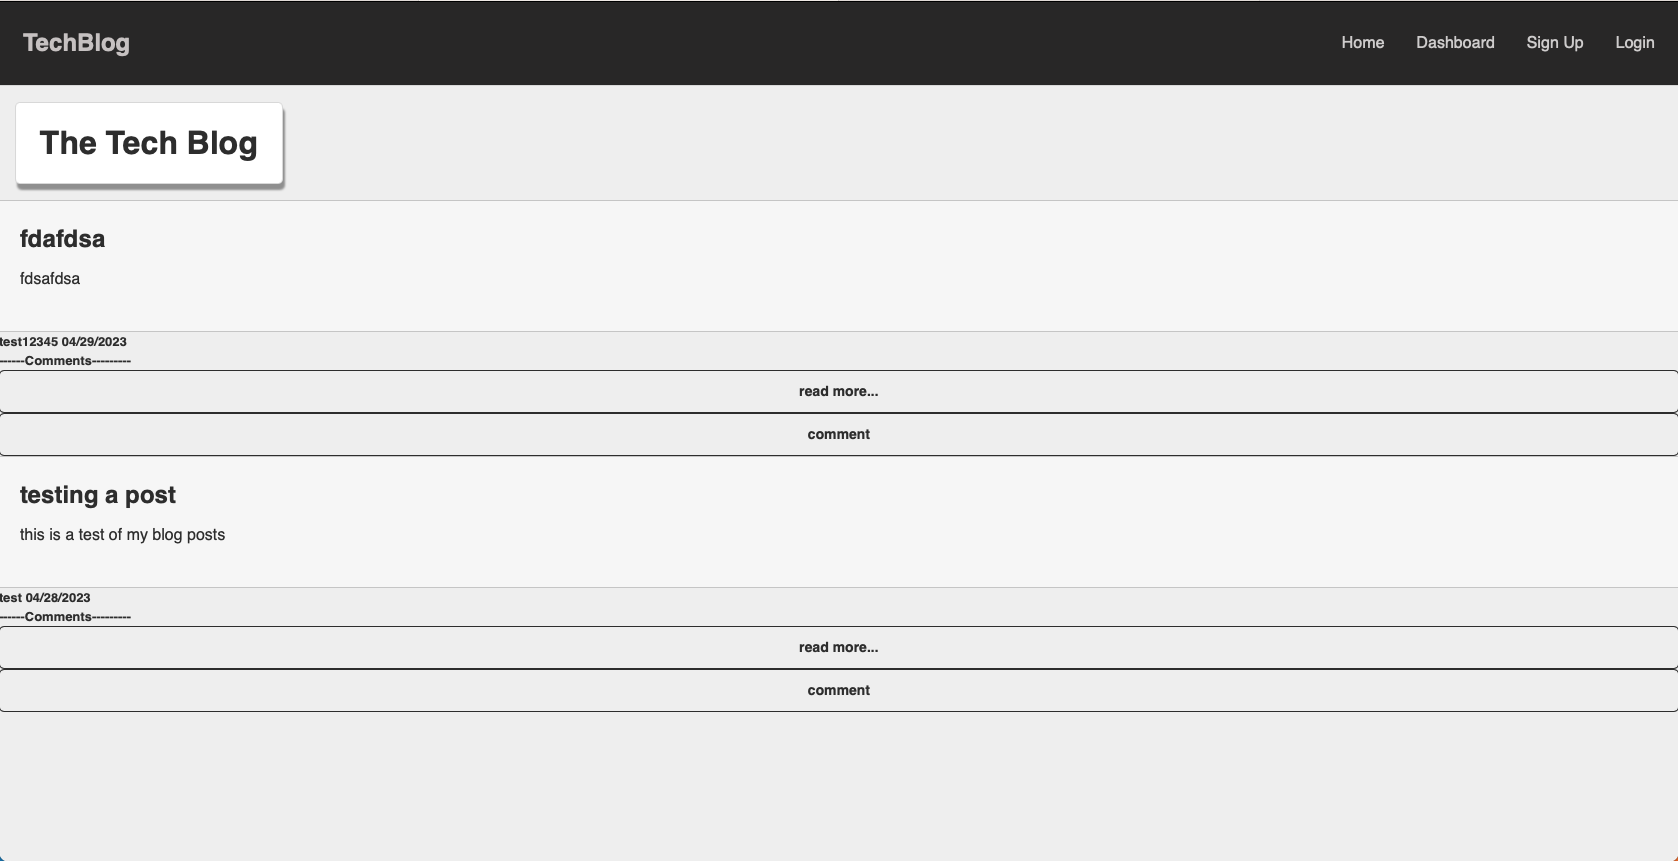 TechBlog
Home Dashboard Sign Up Login
The Tech Blog
fdafdsa
fdsafdsa
test12345 04/29/2023
------Comments---------
read more...
comment
testing a post
this is a test of my blog posts
test 04/28/2023
------Comments---------
read more...
comment